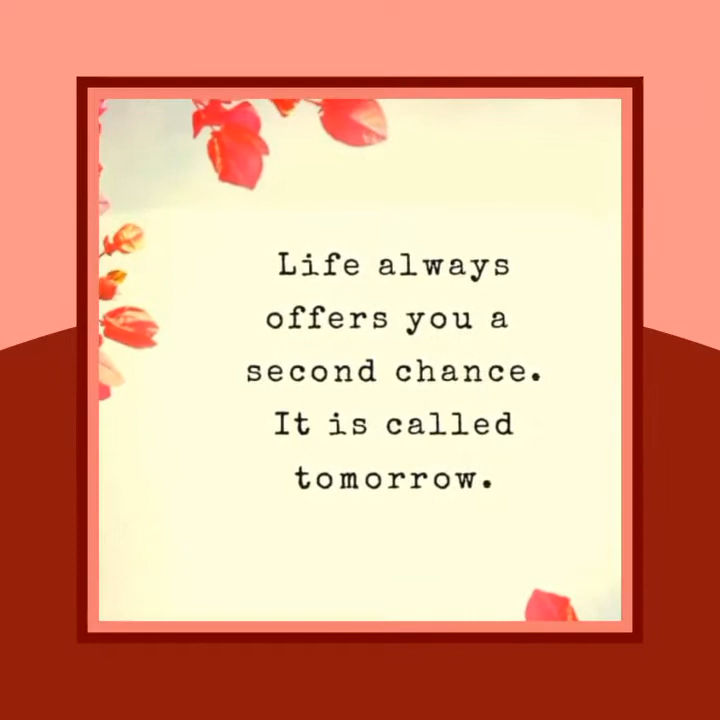 Life always
offers you a
second chance.
It is called
tomorrow.